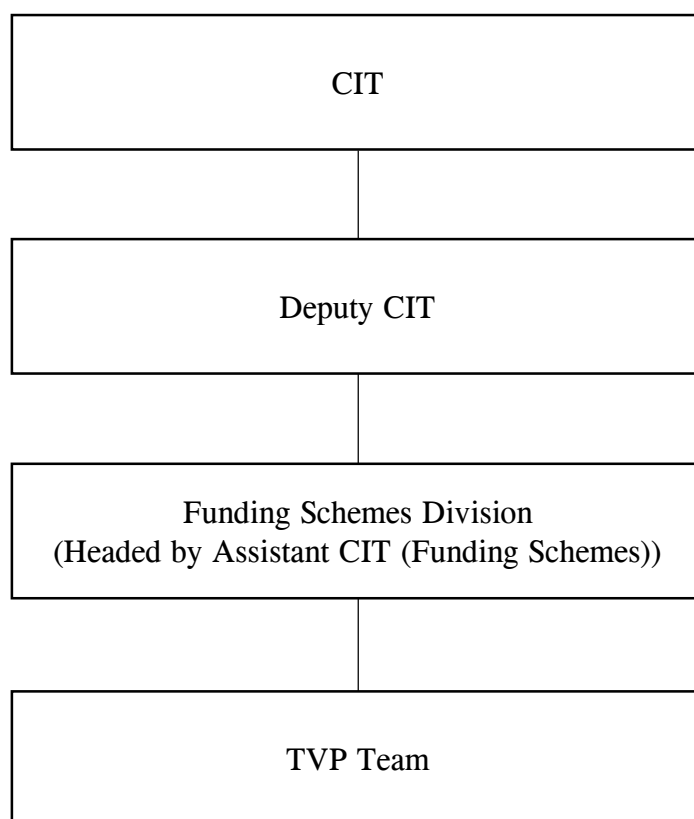 CIT
Deputy CIT
Funding Schemes Division
(Headed by Assistant CIT (Funding Schemes))
TVP Team